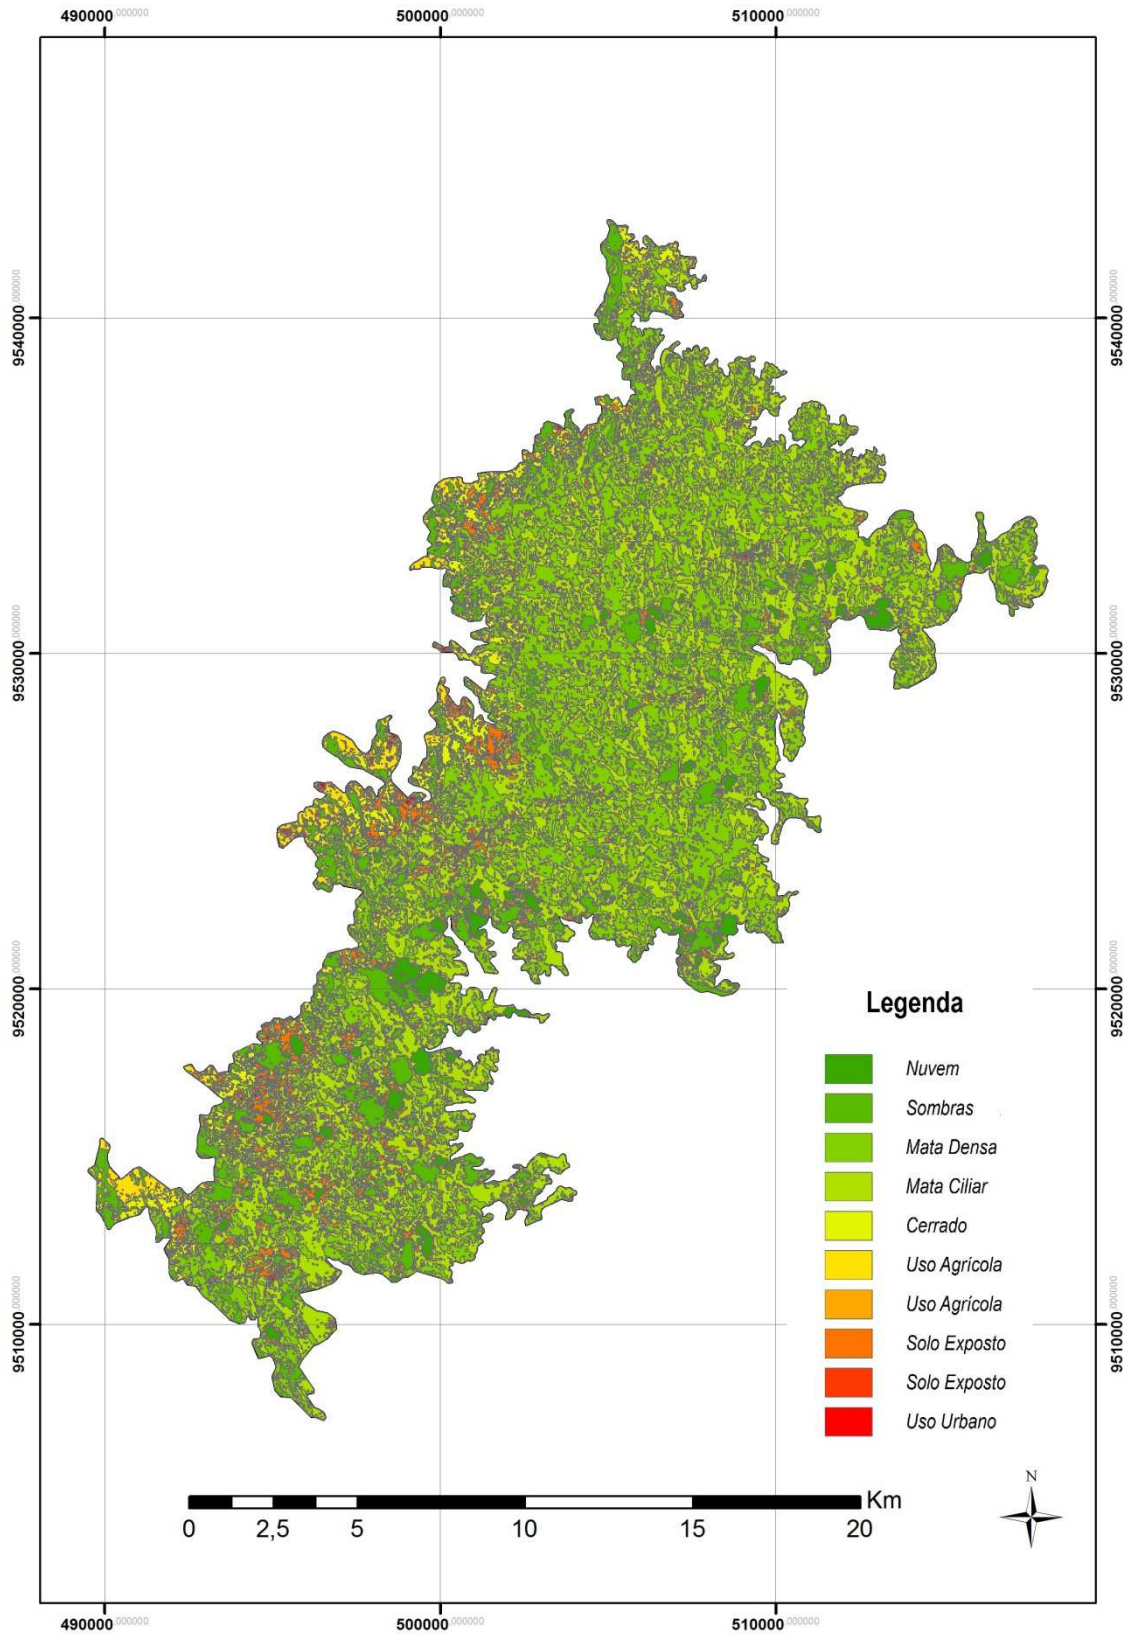 490000,000000 500000,000000 510000,000000
9540000,000000 9540000,000000
9530000,000000 9530000,000000
9520000,000000 9520000,000000
Legenda
Nuvem
Sombras
Mata Densa
Mata Ciliar
Cerrado
Uso Agrícola
9510000,000000 Uso Agrícola 9510000,000000
Solo Exposto
Solo Exposto
Uso Urbano
N
Km
0 2,5 5 10 15 20
490000,000000 500000,000000 510000,000000